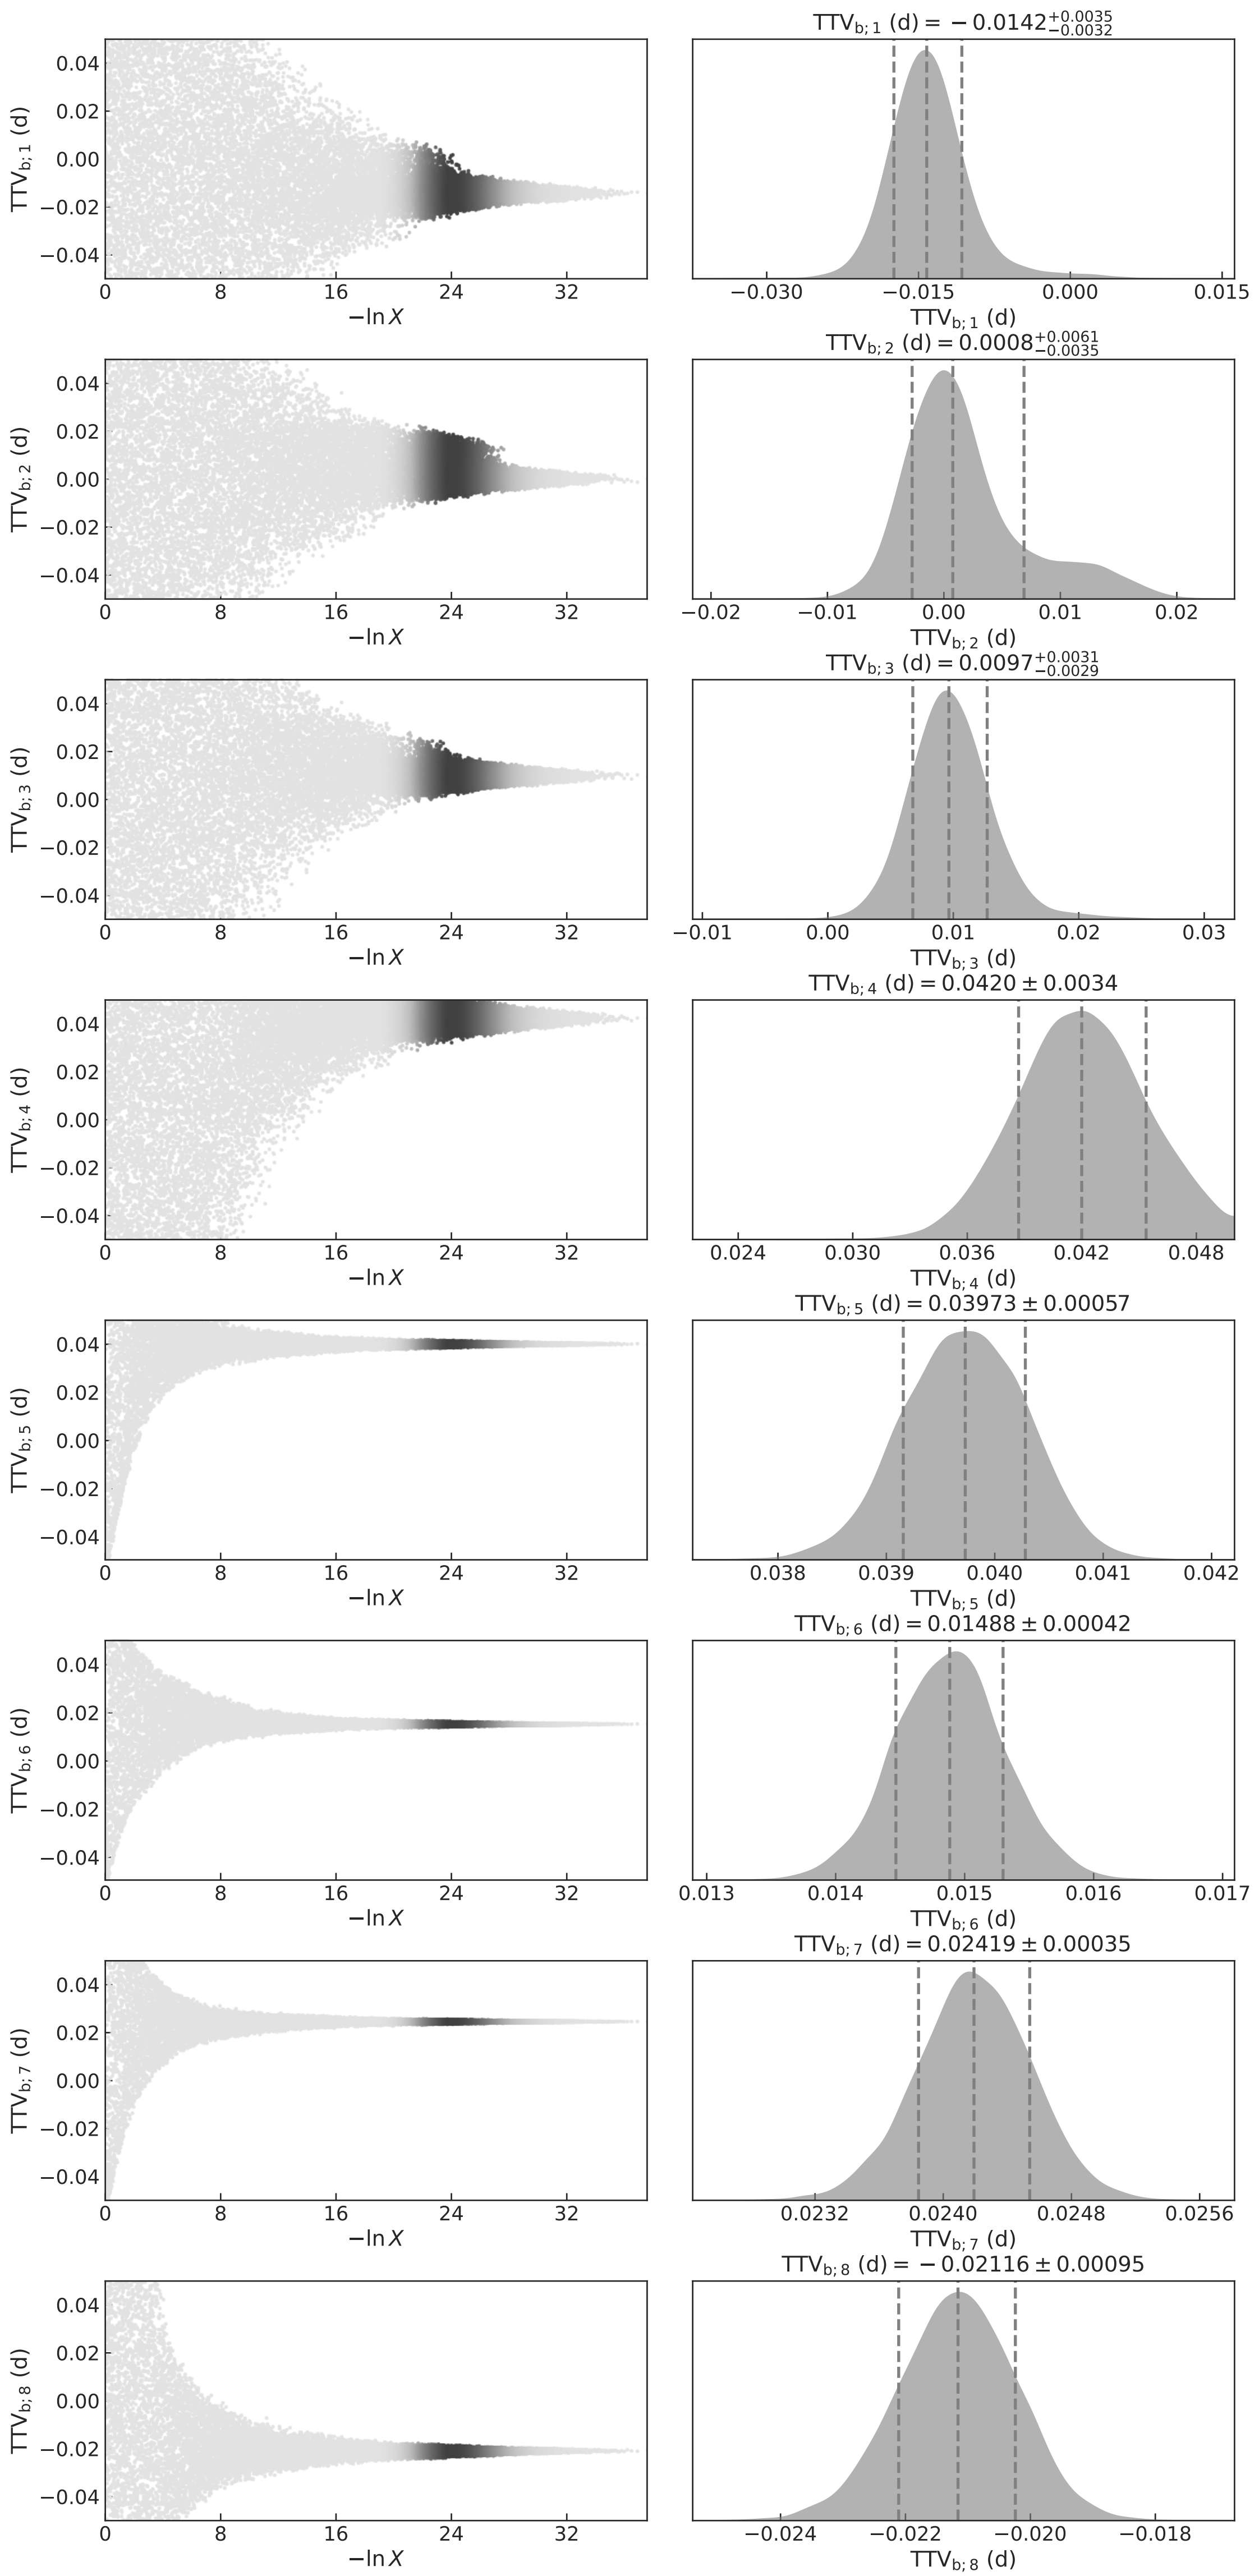 TTV_b;1 (d) = −0.0142 +0.0035 −0.0032
TTV_b;1 (d)
0.04
0.02
0.00
−0.02
−0.04
0 8 16 24 32
−ln X
−0.030 −0.015 0.000 0.015
TTV_b;1 (d)
TTV_b;2 (d) = 0.0008 +0.0061 −0.0035
TTV_b;2 (d)
0.04
0.02
0.00
−0.02
−0.04
0 8 16 24 32
−ln X
−0.02 −0.01 0.00 0.01 0.02
TTV_b;2 (d)
TTV_b;3 (d) = 0.0097 +0.0031 −0.0029
TTV_b;3 (d)
0.04
0.02
0.00
−0.02
−0.04
0 8 16 24 32
−ln X
−0.01 0.00 0.01 0.02 0.03
TTV_b;3 (d)
TTV_b;4 (d) = 0.0420 ± 0.0034
TTV_b;4 (d)
0.04
0.02
0.00
−0.02
−0.04
0 8 16 24 32
−ln X
0.024 0.030 0.036 0.042 0.048
TTV_b;4 (d)
TTV_b;5 (d) = 0.03973 ± 0.00057
TTV_b;5 (d)
0.04
0.02
0.00
−0.02
−0.04
0 8 16 24 32
−ln X
0.038 0.039 0.040 0.041 0.042
TTV_b;5 (d)
TTV_b;6 (d) = 0.01488 ± 0.00042
TTV_b;6 (d)
0.04
0.02
0.00
−0.02
−0.04
0 8 16 24 32
−ln X
0.013 0.014 0.015 0.016 0.017
TTV_b;6 (d)
TTV_b;7 (d) = 0.02419 ± 0.00035
TTV_b;7 (d)
0.04
0.02
0.00
−0.02
−0.04
0 8 16 24 32
−ln X
0.0232 0.0240 0.0248 0.0256
TTV_b;7 (d)
TTV_b;8 (d) = −0.02116 ± 0.00095
TTV_b;8 (d)
0.04
0.02
0.00
−0.02
−0.04
0 8 16 24 32
−ln X
−0.024 −0.022 −0.020 −0.018
TTV_b;8 (d)